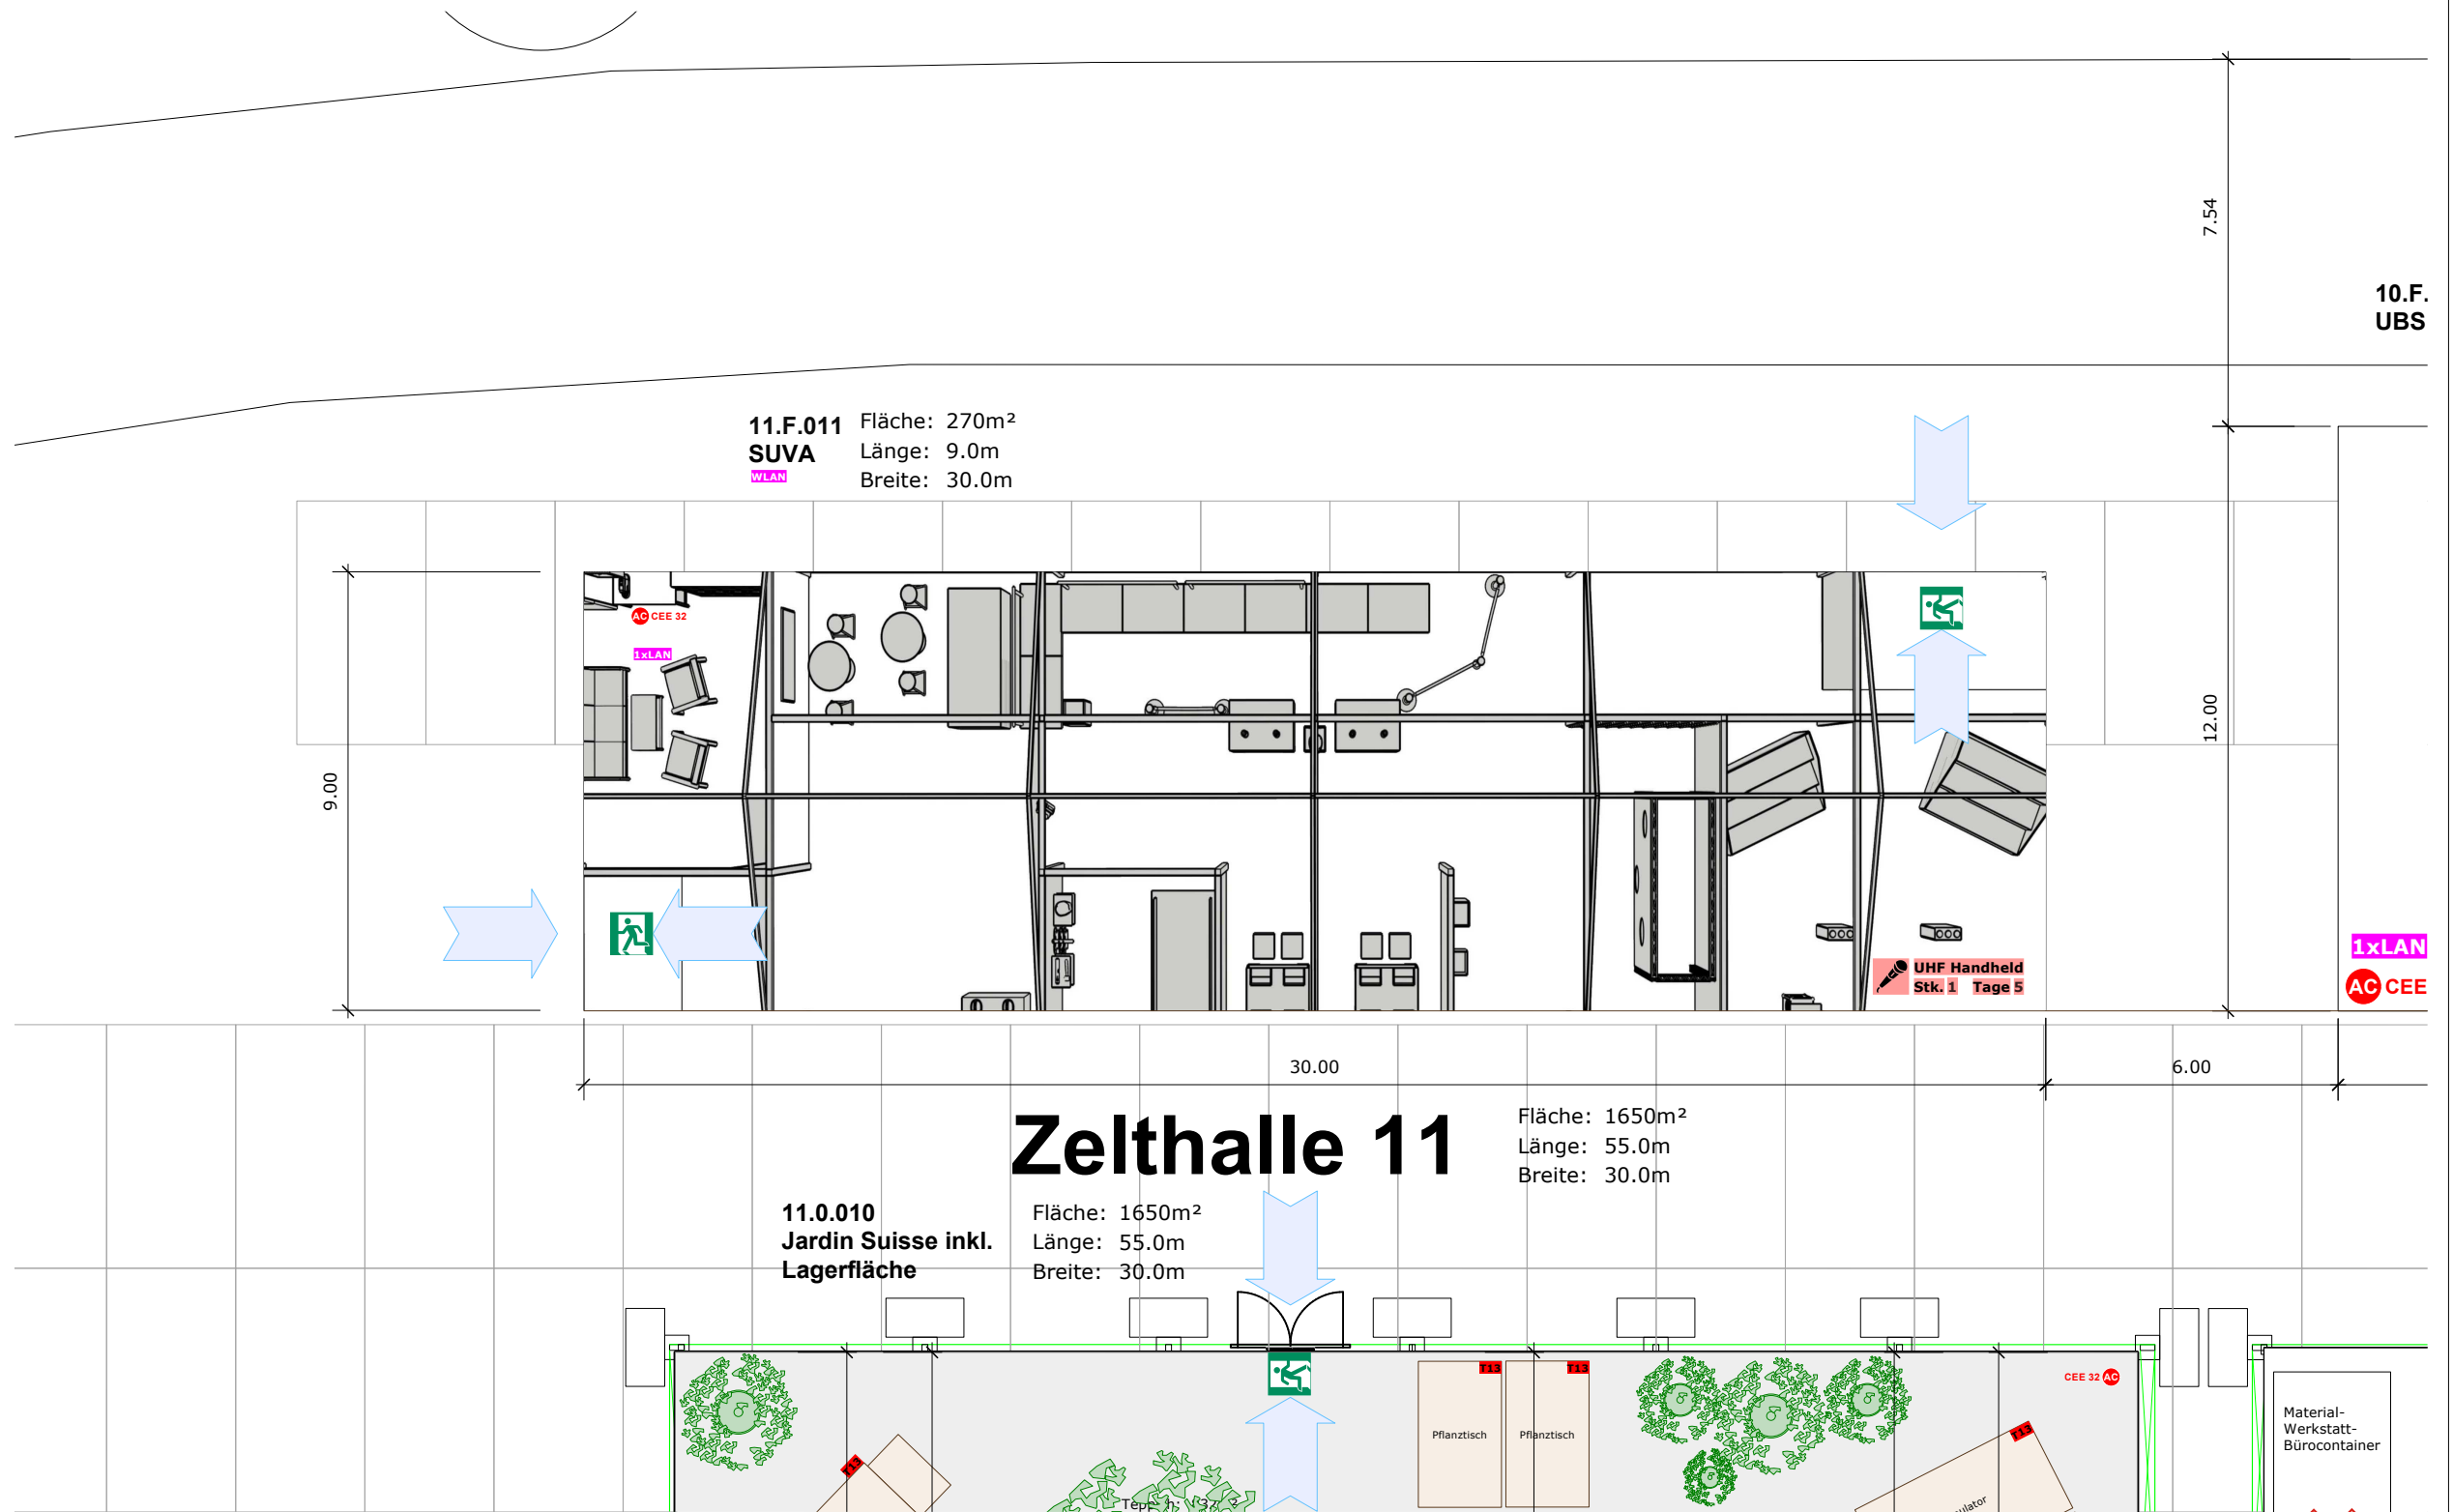 7.54
10.F.
UBS
11.F.011
SUVA
WLAN
Fläche: 270m²
Länge: 9.0m
Breite: 30.0m
AC CEE 32
1xLAN
9.00
12.00
1xLAN
AC CEE
UHF Handheld
Stk. 1 Tage 5
30.00
6.00
Zelthalle 11
Fläche: 1650m²
Länge: 55.0m
Breite: 30.0m
11.0.010
Jardin Suisse inkl.
Lagerfläche
Fläche: 1650m²
Länge: 55.0m
Breite: 30.0m
T13
T13
CEE 32 AC
Pflanztisch
Pflanztisch
Material-
Werkstatt-
Bürocontainer
T13
T13